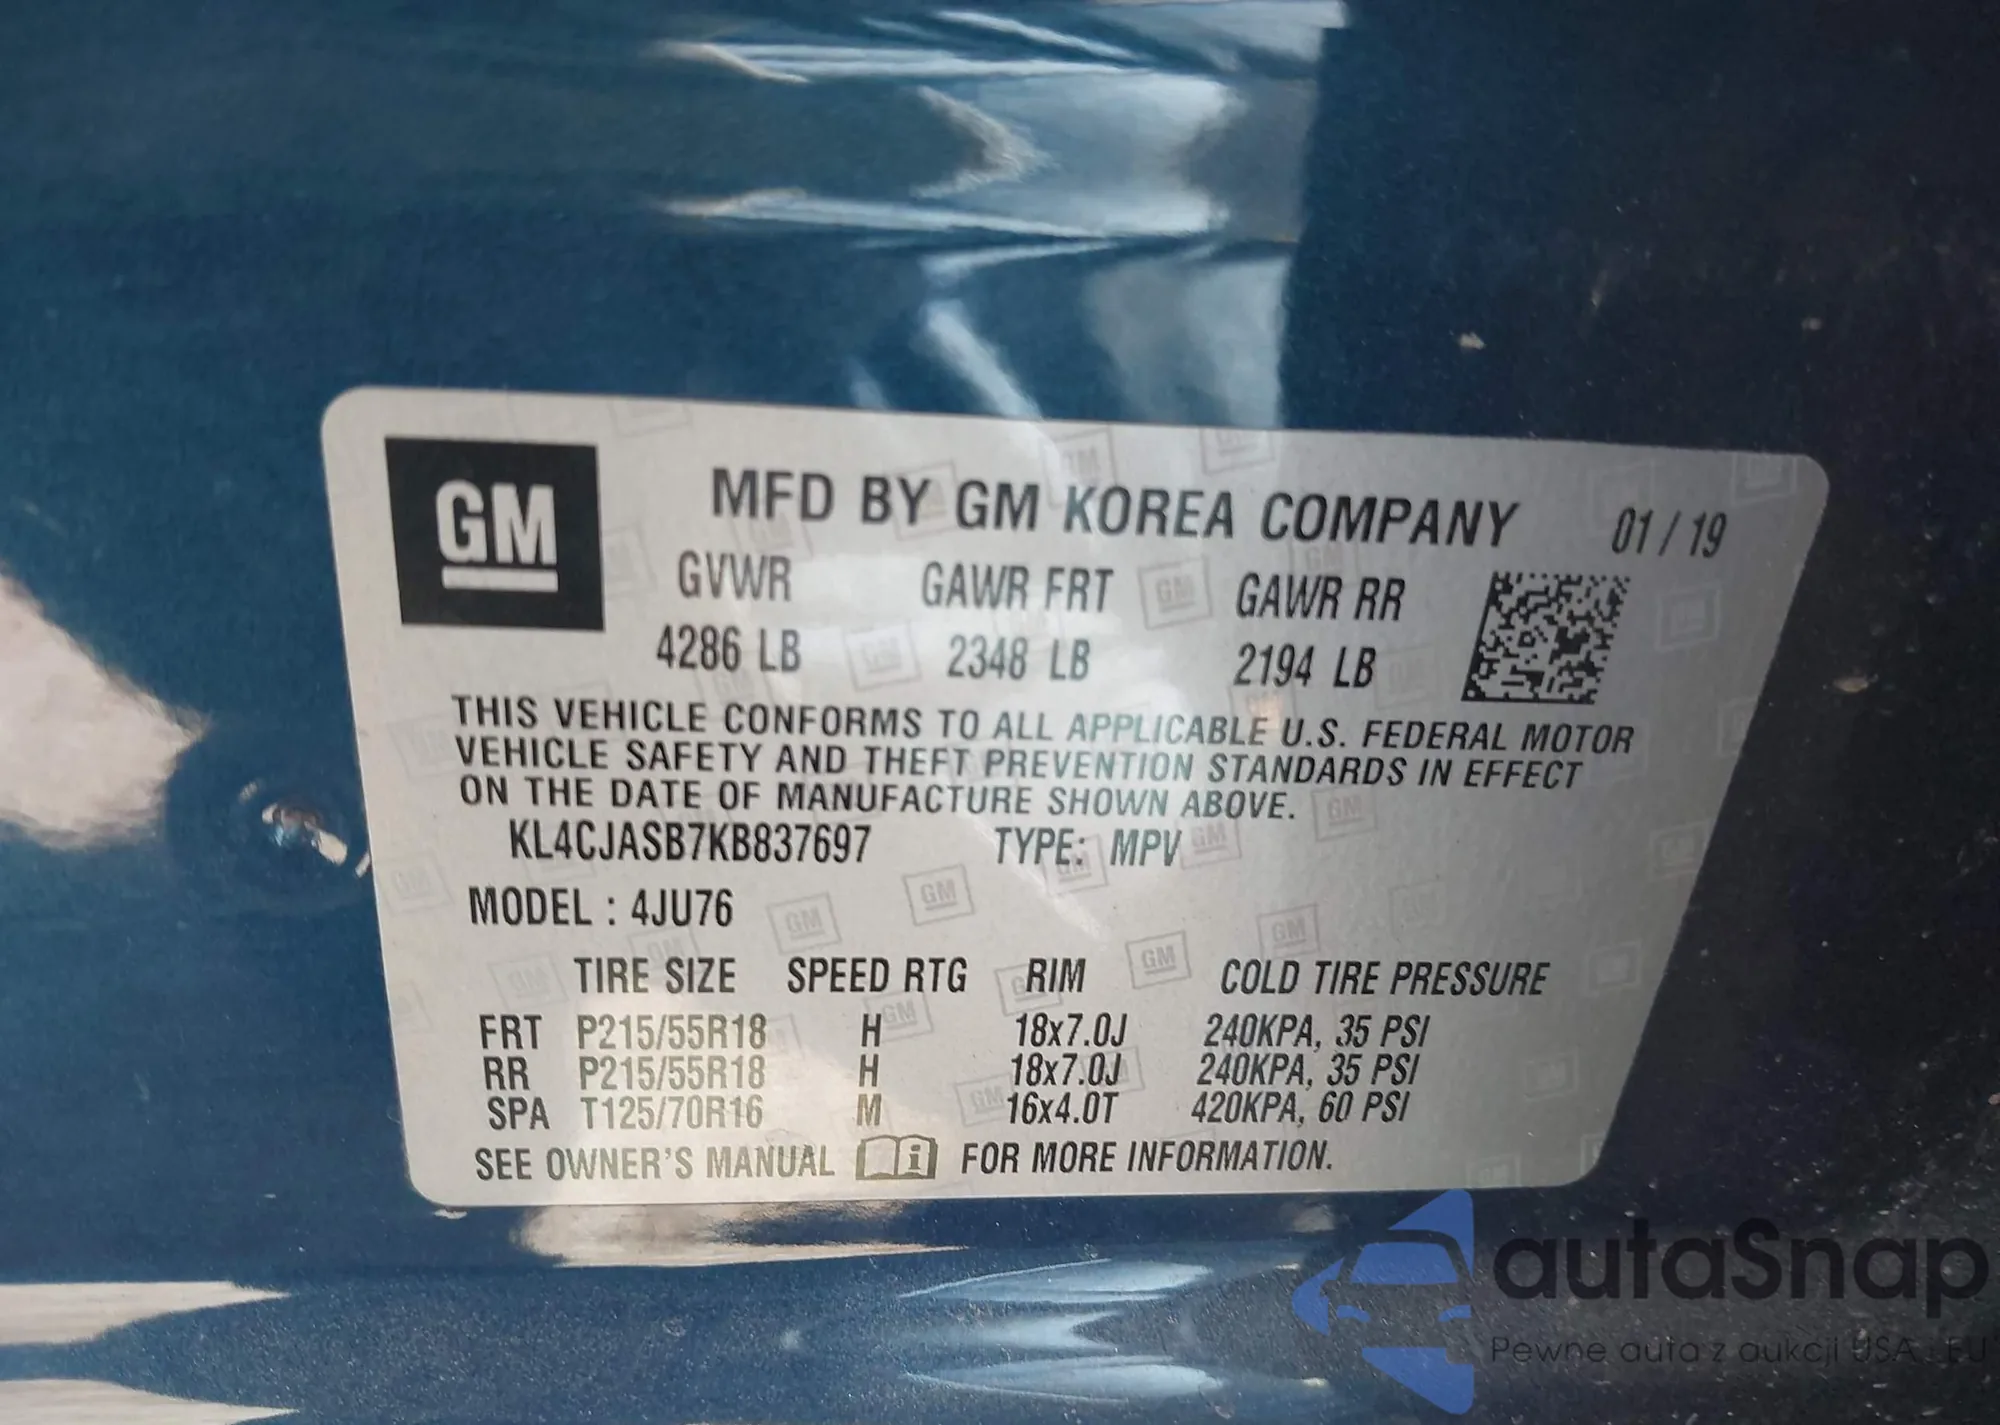 GM
MFD BY GM KOREA COMPANY 01 / 19
GVWR GAWR FRT GAWR RR
4286 LB 2348 LB 2194 LB
THIS VEHICLE CONFORMS TO ALL APPLICABLE U.S. FEDERAL MOTOR
VEHICLE SAFETY AND THEFT PREVENTION STANDARDS IN EFFECT
ON THE DATE OF MANUFACTURE SHOWN ABOVE.
KL4CJASB7KB837697 TYPE: MPV
MODEL : 4JU76
TIRE SIZE SPEED RTG RIM COLD TIRE PRESSURE
FRT P215/55R18 H 18x7.0J 240KPA, 35 PSI
RR P215/55R18 H 18x7.0J 240KPA, 35 PSI
SPA T125/70R16 M 16x4.0T 420KPA, 60 PSI
SEE OWNER'S MANUAL i FOR MORE INFORMATION.
autaSnap
Pewne auta z aukcji USA i EU